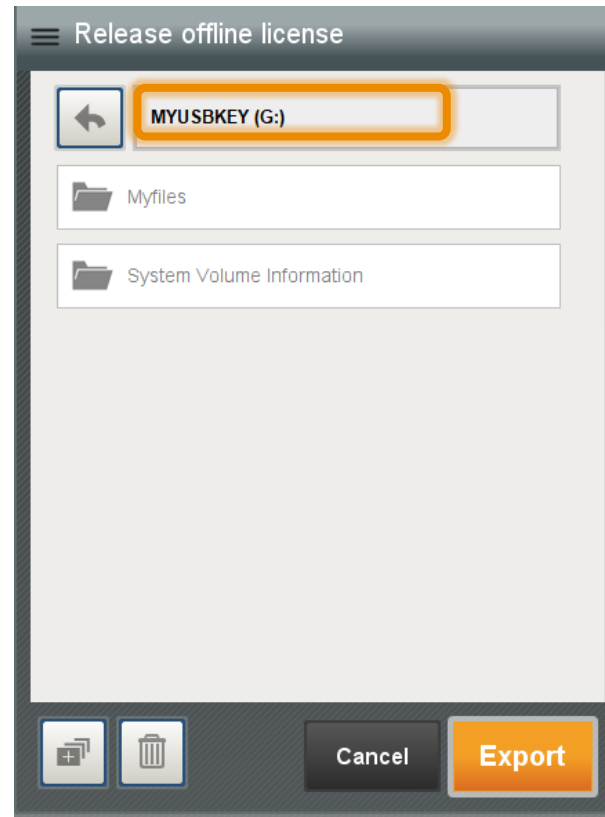 Release offline license
MYUSBKEY (G:)
Myfiles
System Volume Information
Cancel
Export